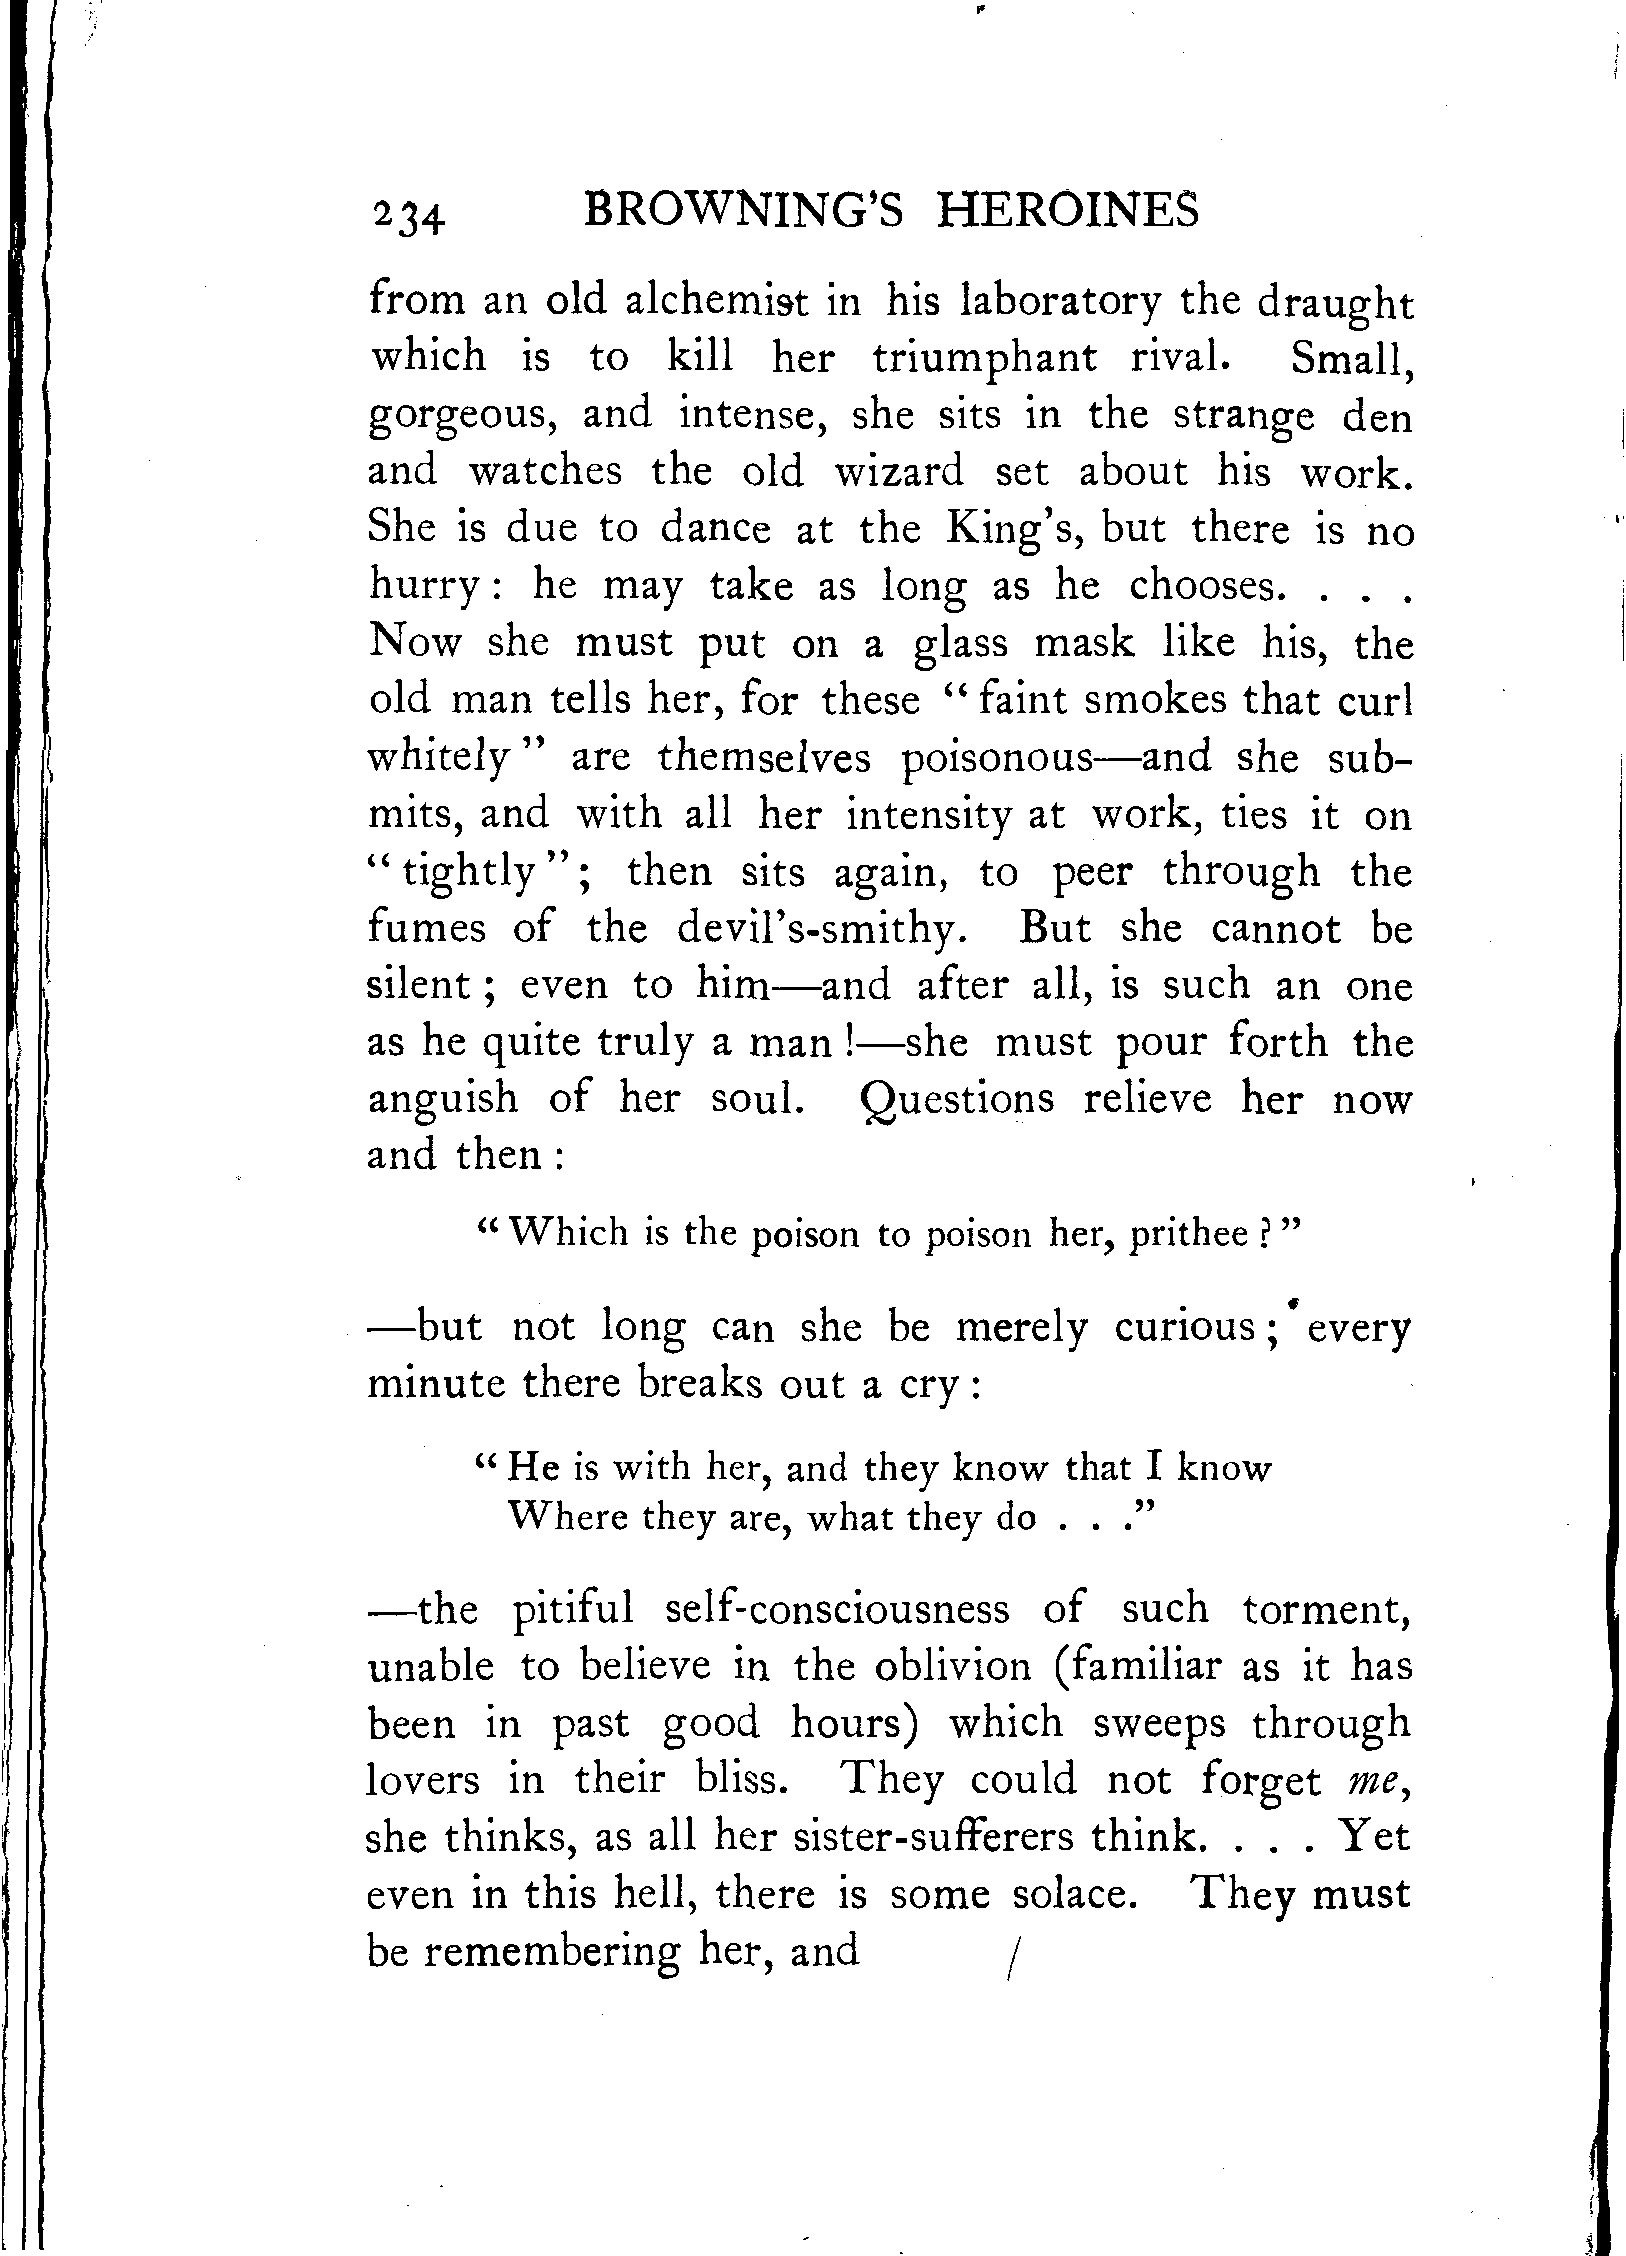 234 BROWNING'S HEROINES
from an old alchemist in his laboratory the draught
which is to kill her triumphant rival. Small,
gorgeous, and intense, she sits in the strange den
and watches the old wizard set about his work.
She is due to dance at the King's, but there is no
hurry: he may take as long as he chooses. . . .
Now she must put on a glass mask like his, the
old man tells her, for these “faint smokes that curl
whitely” are themselves poisonous—and she sub-
mits, and with all her intensity at work, ties it on
“tightly”; then sits again, to peer through the
fumes of the devil's-smithy. But she cannot be
silent; even to him—and after all, is such an one
as he quite truly a man!—she must pour forth the
anguish of her soul. Questions relieve her now
and then:
“Which is the poison to poison her, prithee?”
—but not long can she be merely curious; every
minute there breaks out a cry:
“He is with her, and they know that I know
Where they are, what they do . . .”
—the pitiful self-consciousness of such torment,
unable to believe in the oblivion (familiar as it has
been in past good hours) which sweeps through
lovers in their bliss. They could not forget me,
she thinks, as all her sister-sufferers think. . . . Yet
even in this hell, there is some solace. They must
be remembering her, and